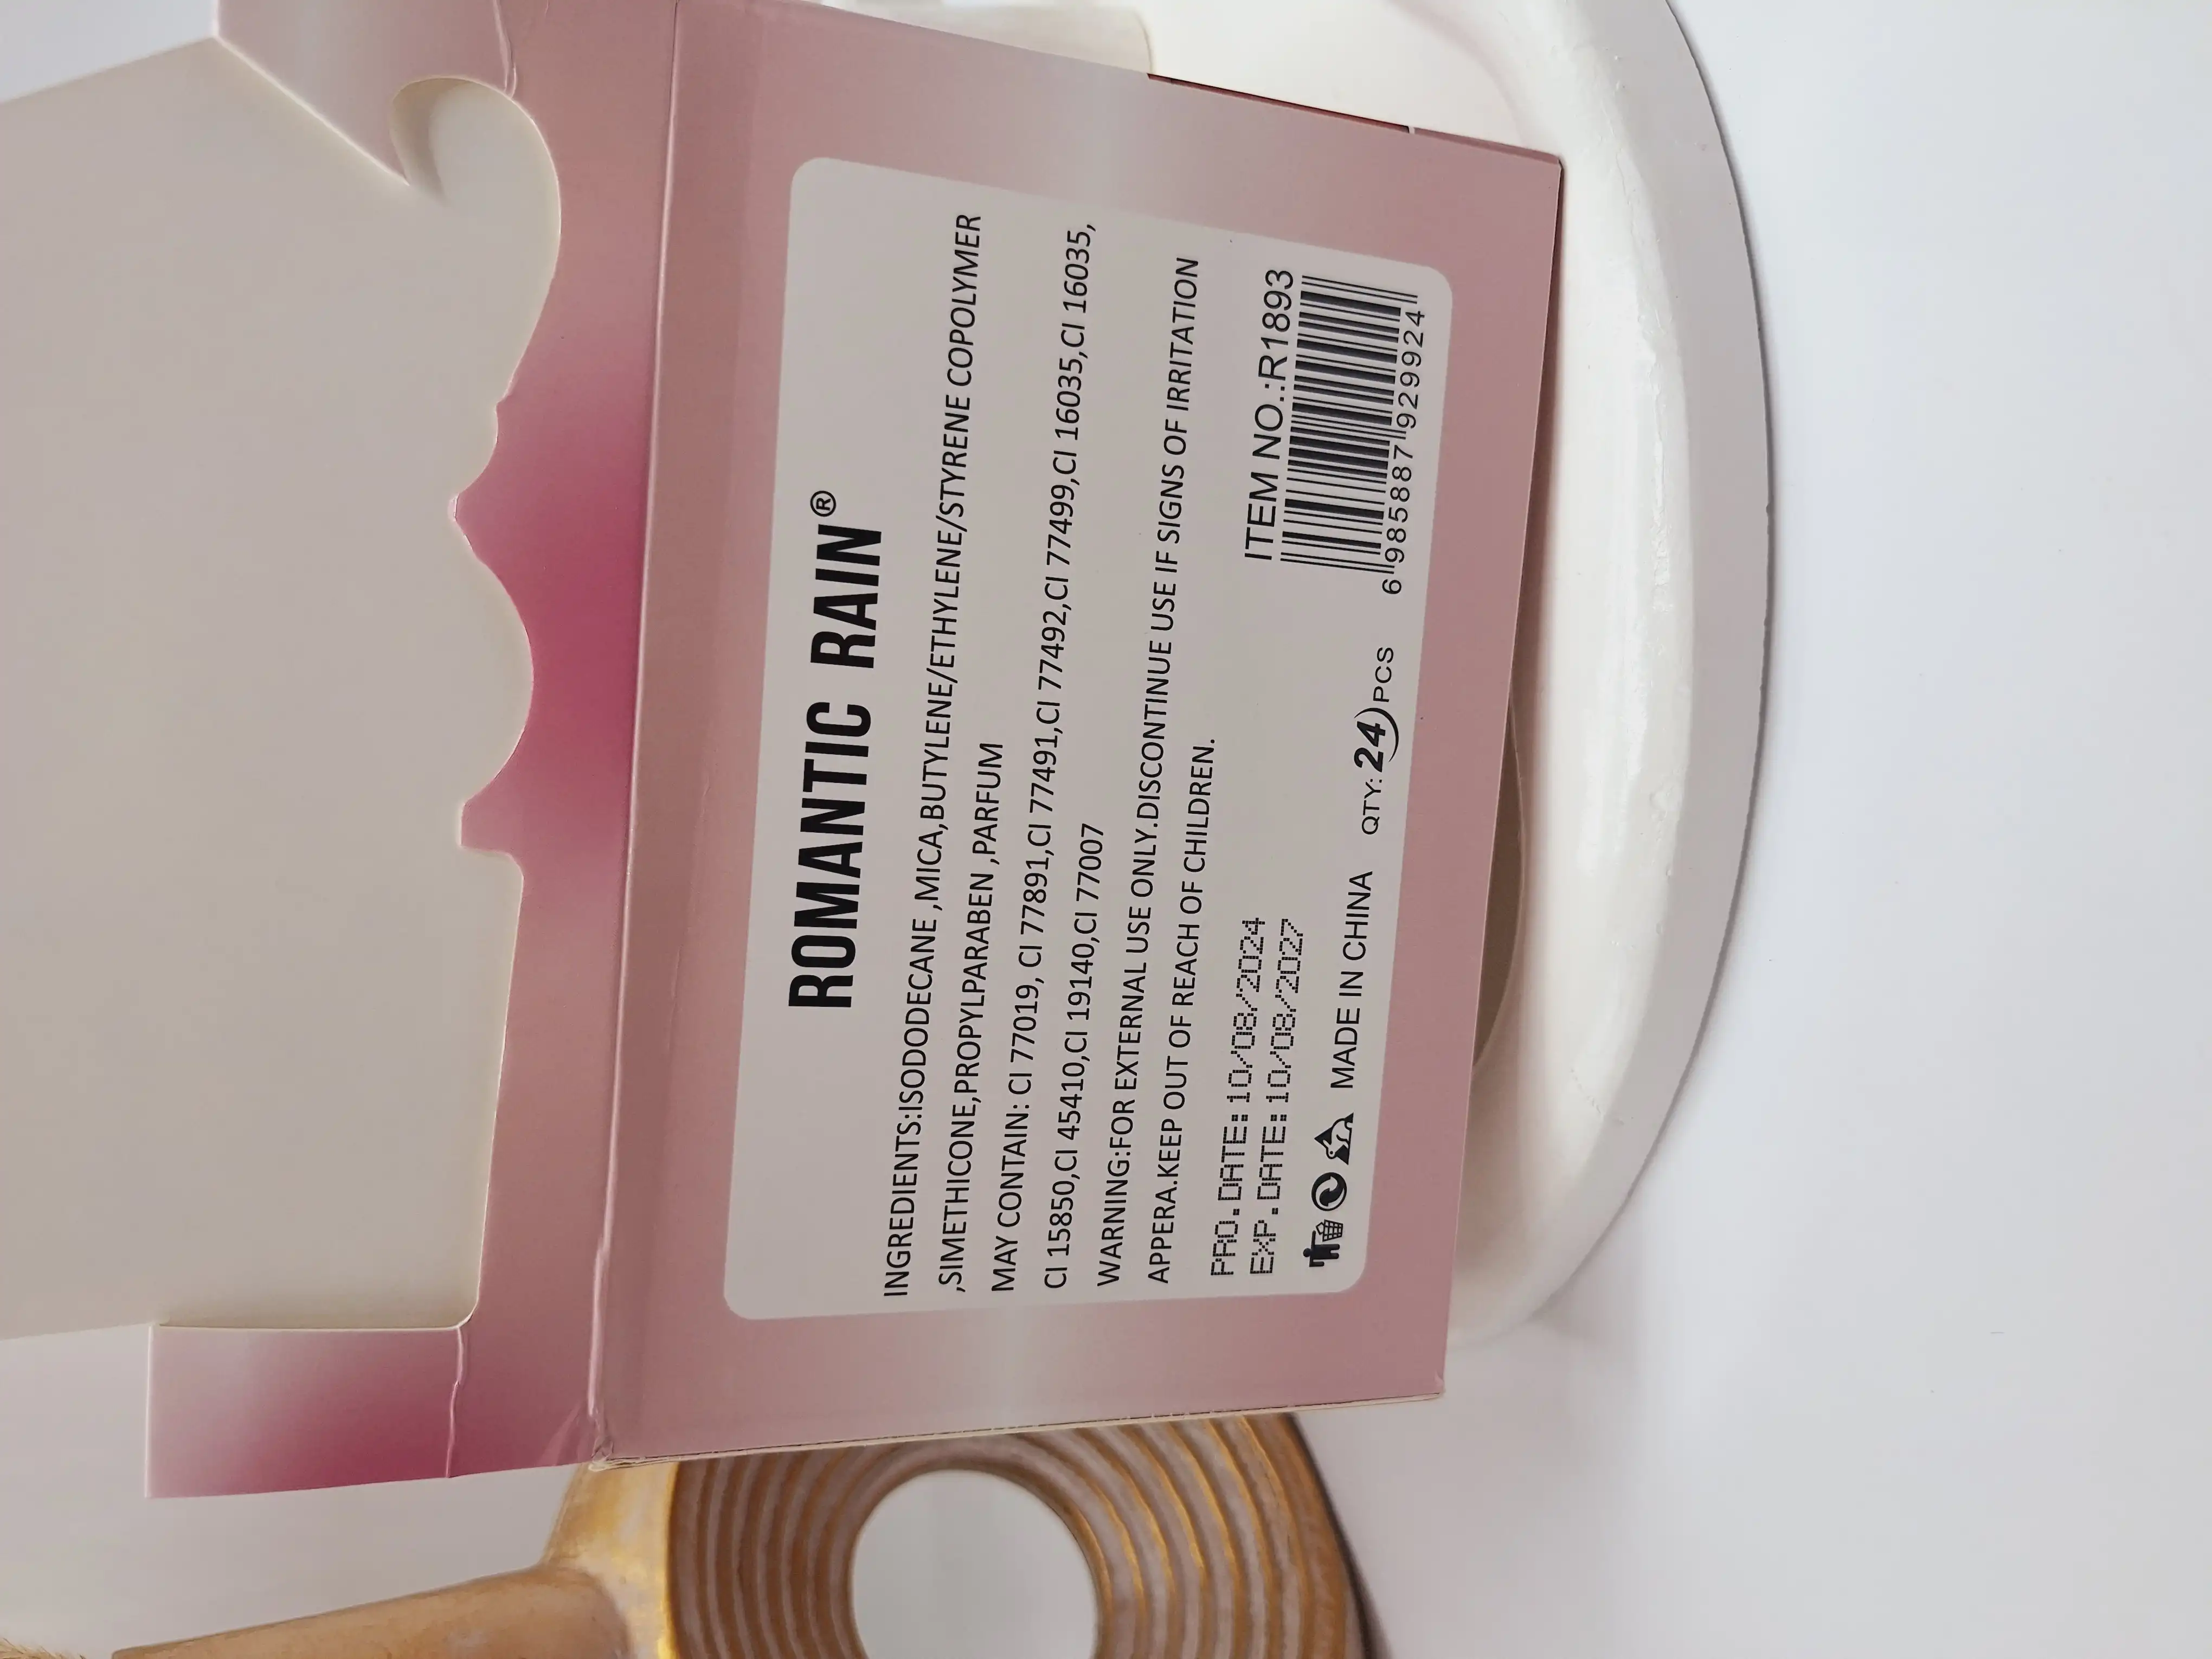 ROMANTIC RAIN®
INGREDIENTS:ISODODECANE ,MICA,BUTYLENE/ETHYLENE/STYRENE COPOLYMER
,SIMETHICONE,PROPYLPARABEN ,PARFUM
MAY CONTAIN: CI 77019, CI 77891,CI 77491,CI 77492,CI 77499,CI 16035,CI 16035,
CI 15850,CI 45410,CI 19140,CI 77007
WARNING:FOR EXTERNAL USE ONLY.DISCONTINUE USE IF SIGNS OF IRRITATION
APPERA.KEEP OUT OF REACH OF CHILDREN.
PRO.DATE:10/08/2024
EXP.DATE:10/08/2027
ITEM NO.:R1893
MADE IN CHINA QTY:24PCS
6 985887 929924